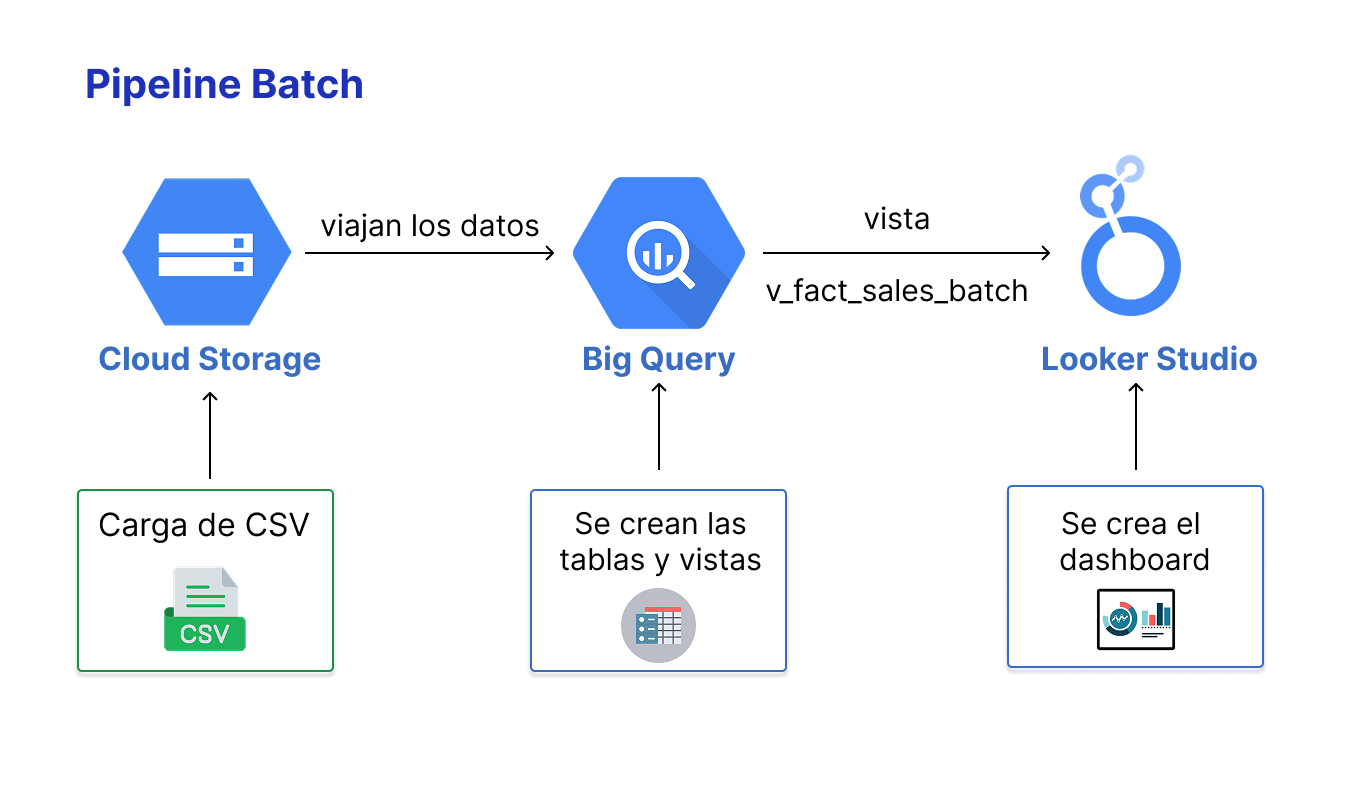 Pipeline Batch
viajan los datos
vista
v_fact_sales_batch
Cloud Storage
Big Query
Looker Studio
Carga de CSV
CSV
Se crean las
tablas y vistas
Se crea el
dashboard